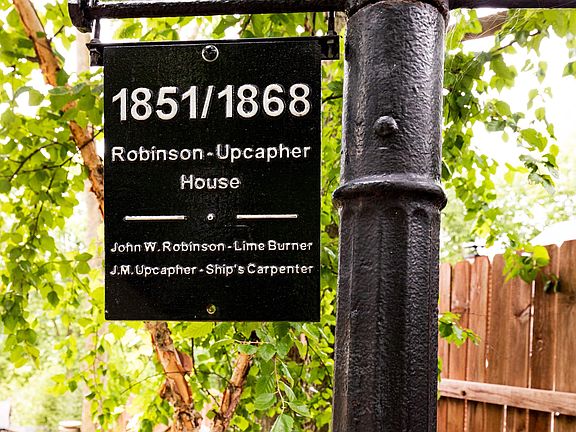 1851/1868
Robinson-Upcapher
House
John W. Robinson-Lime Burner
J.M. Upcapher-Ship's Carpenter